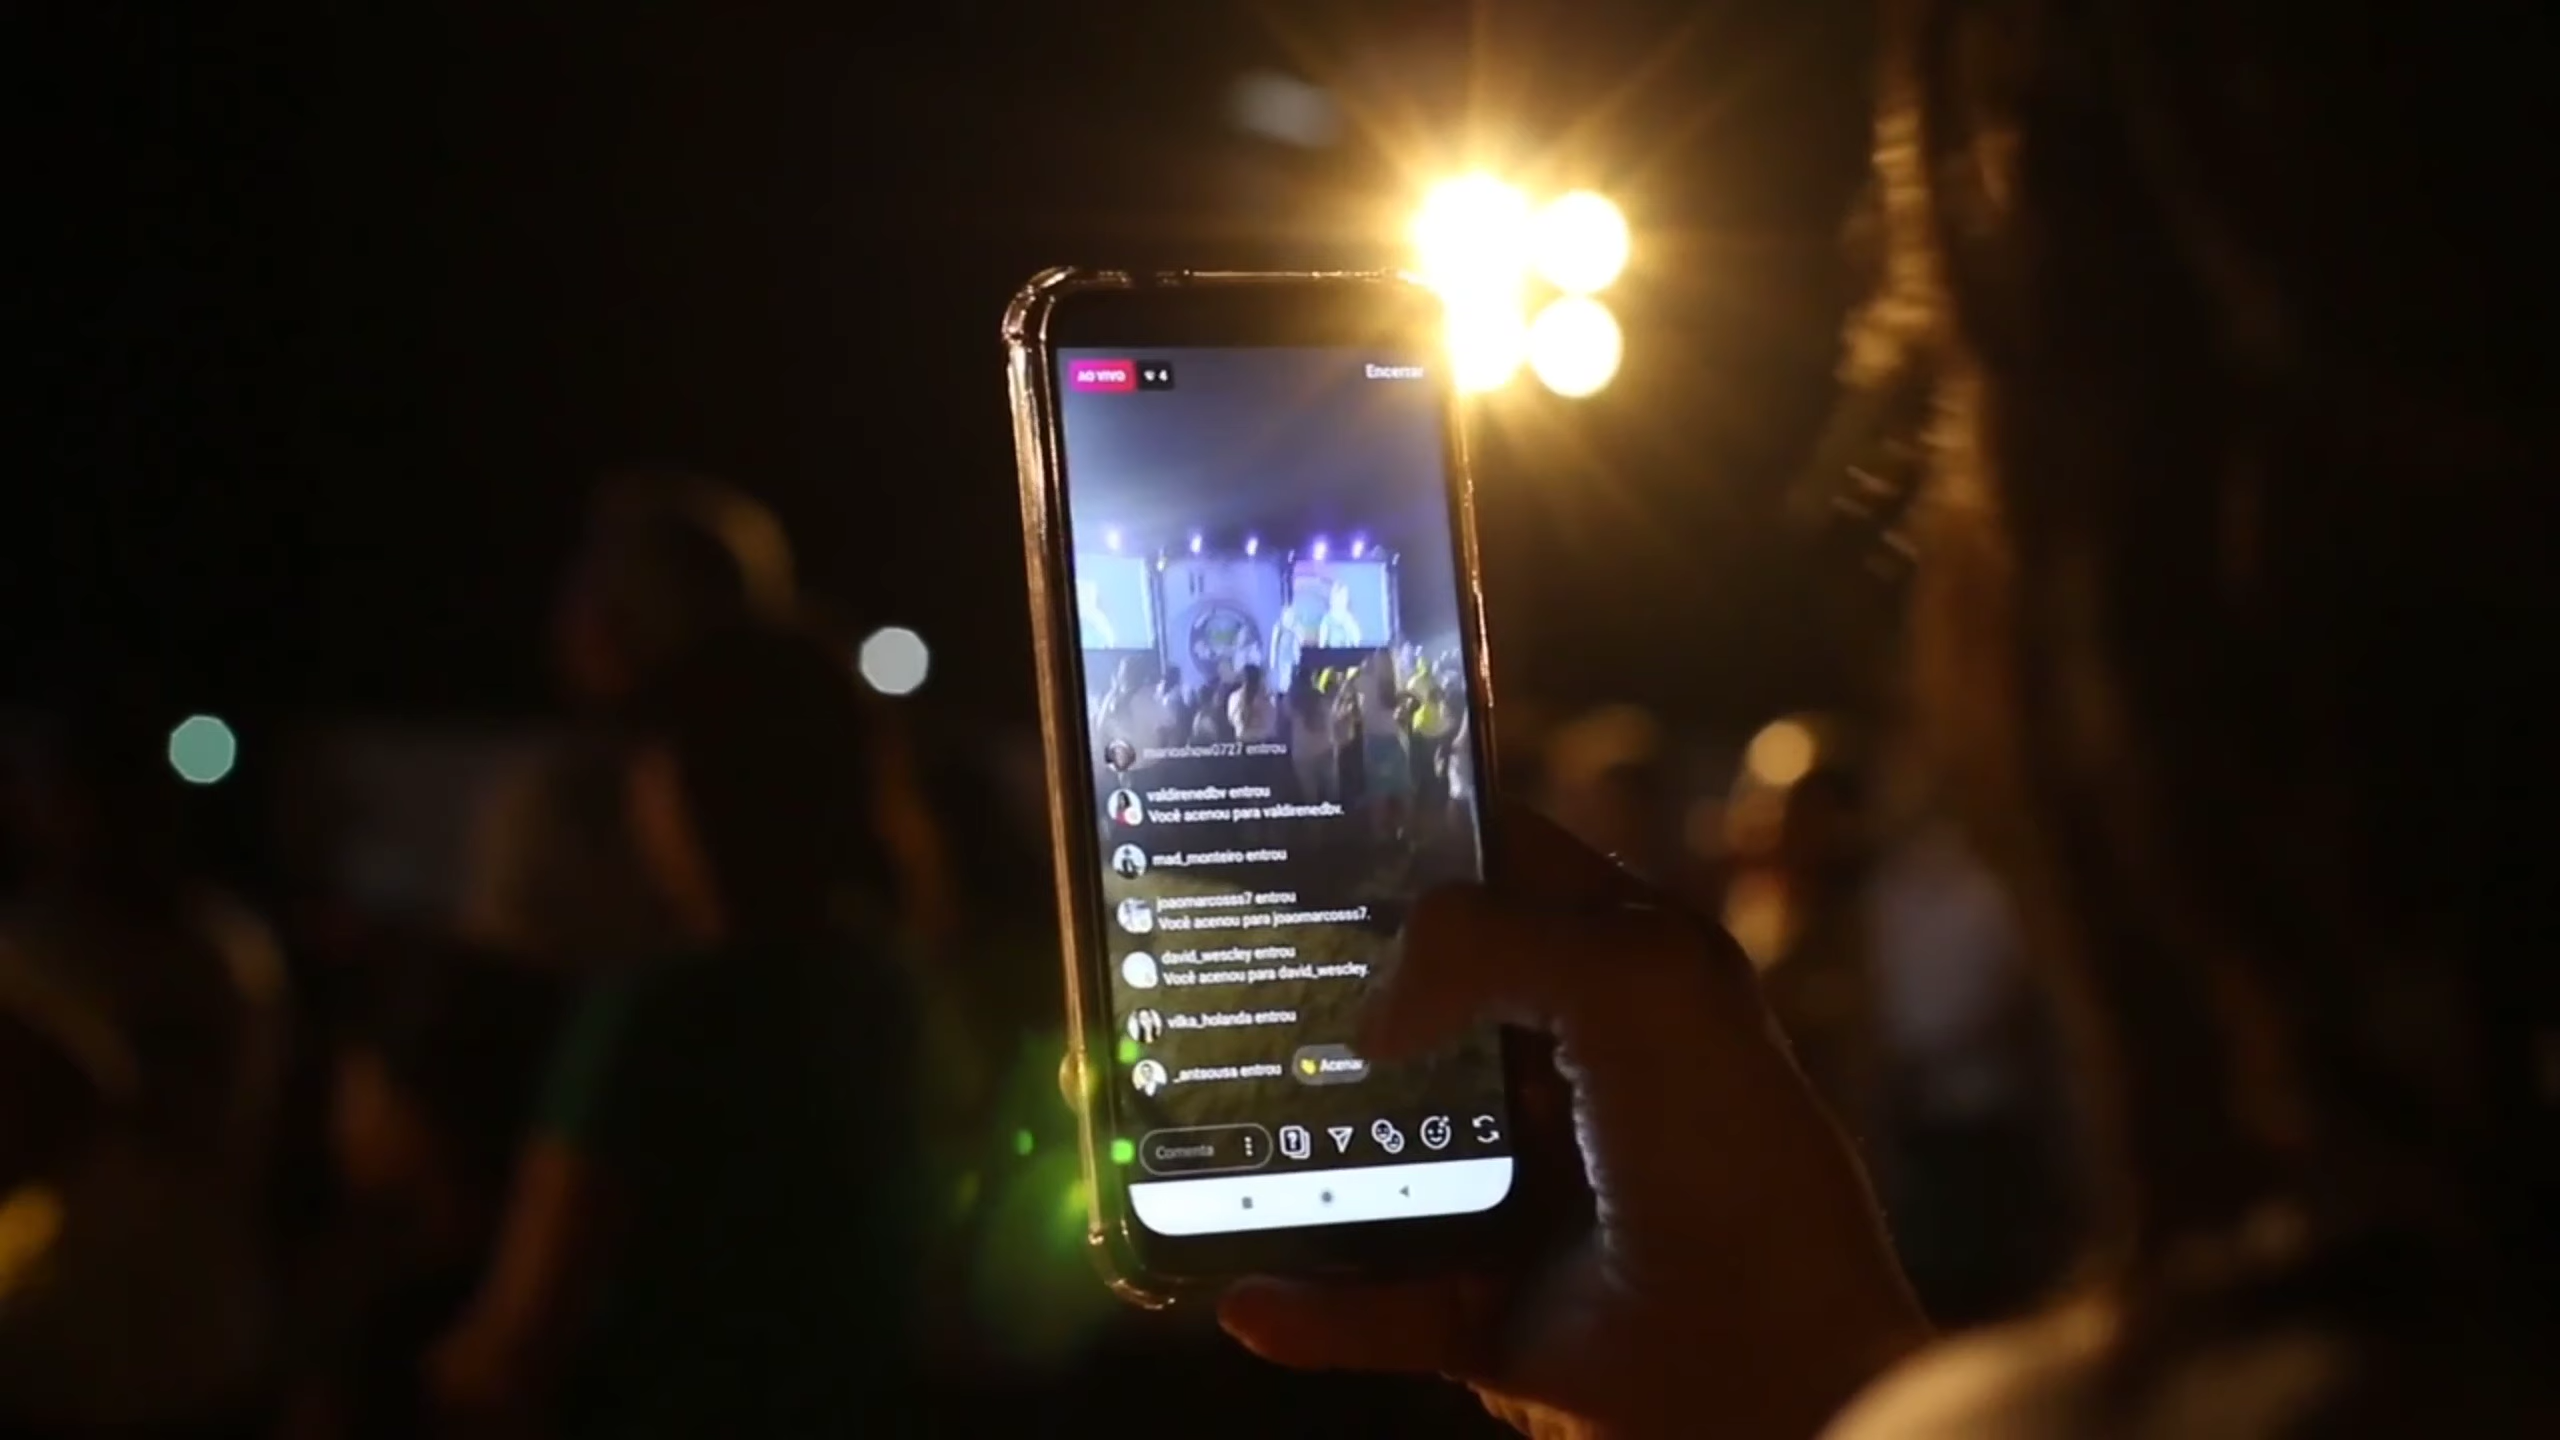 AO VIVO 4 Encerrar
marioshow0727 entrou
valdirenedbv entrou
Você acenou para valdirenedbv.
mad_monteiro entrou
joaomarcosss7 entrou
Você acenou para joaomarcosss7.
david_wescley entrou
Você acenou para david_wescley.
vilka_holanda entrou
_antsousa entrou Acenar
Comenta